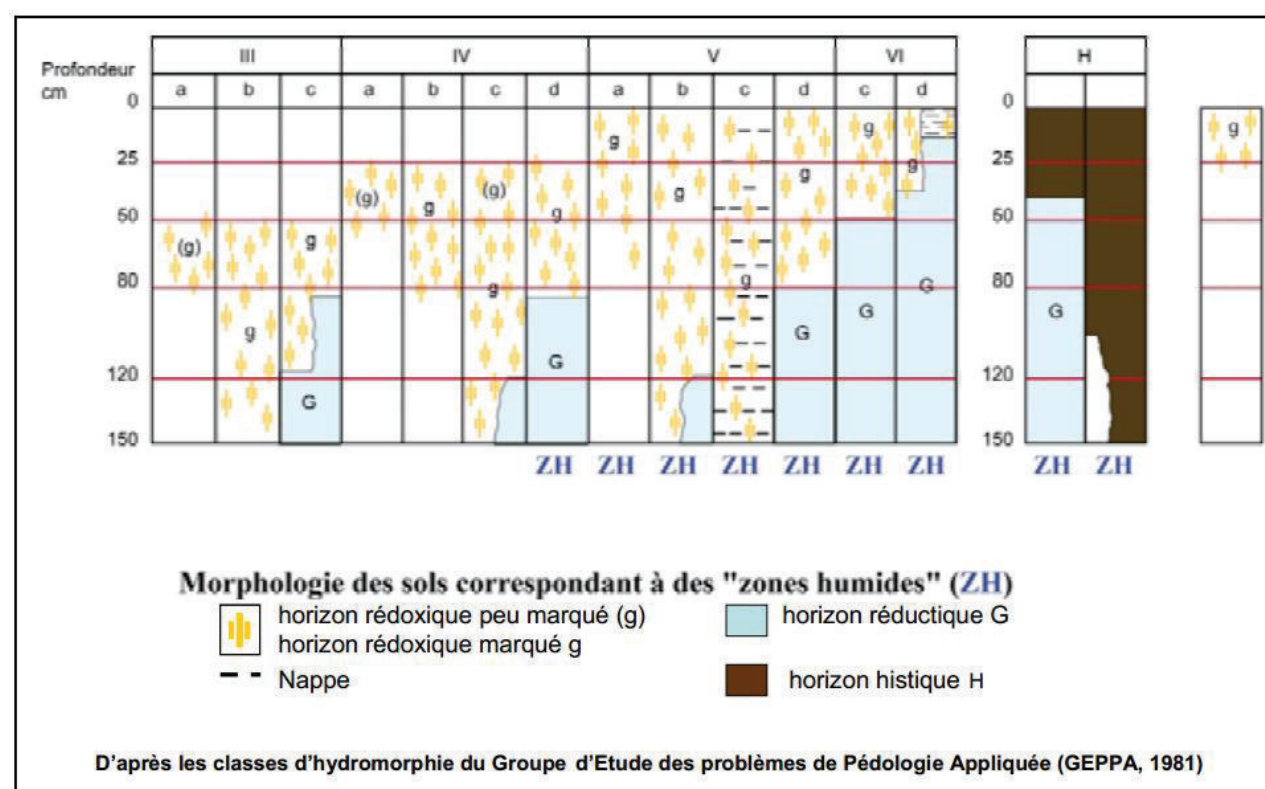 III IV V VI H
Profondeur
cm
a b c a b c d a b c d c d
0 0
25 25
50 50
80 80
120 120
150 150
(g) g g G g
(g) g (g) g g G
g g g g G
g G g G
G
g
ZH ZH ZH ZH ZH ZH ZH ZH ZH
Morphologie des sols correspondant à des "zones humides" (ZH)
horizon rédoxique peu marqué (g)
horizon rédoxique marqué g
Nappe
horizon réductique G
horizon histique H
D'après les classes d'hydromorphie du Groupe d'Etude des problèmes de Pédologie Appliquée (GEPPA, 1981)